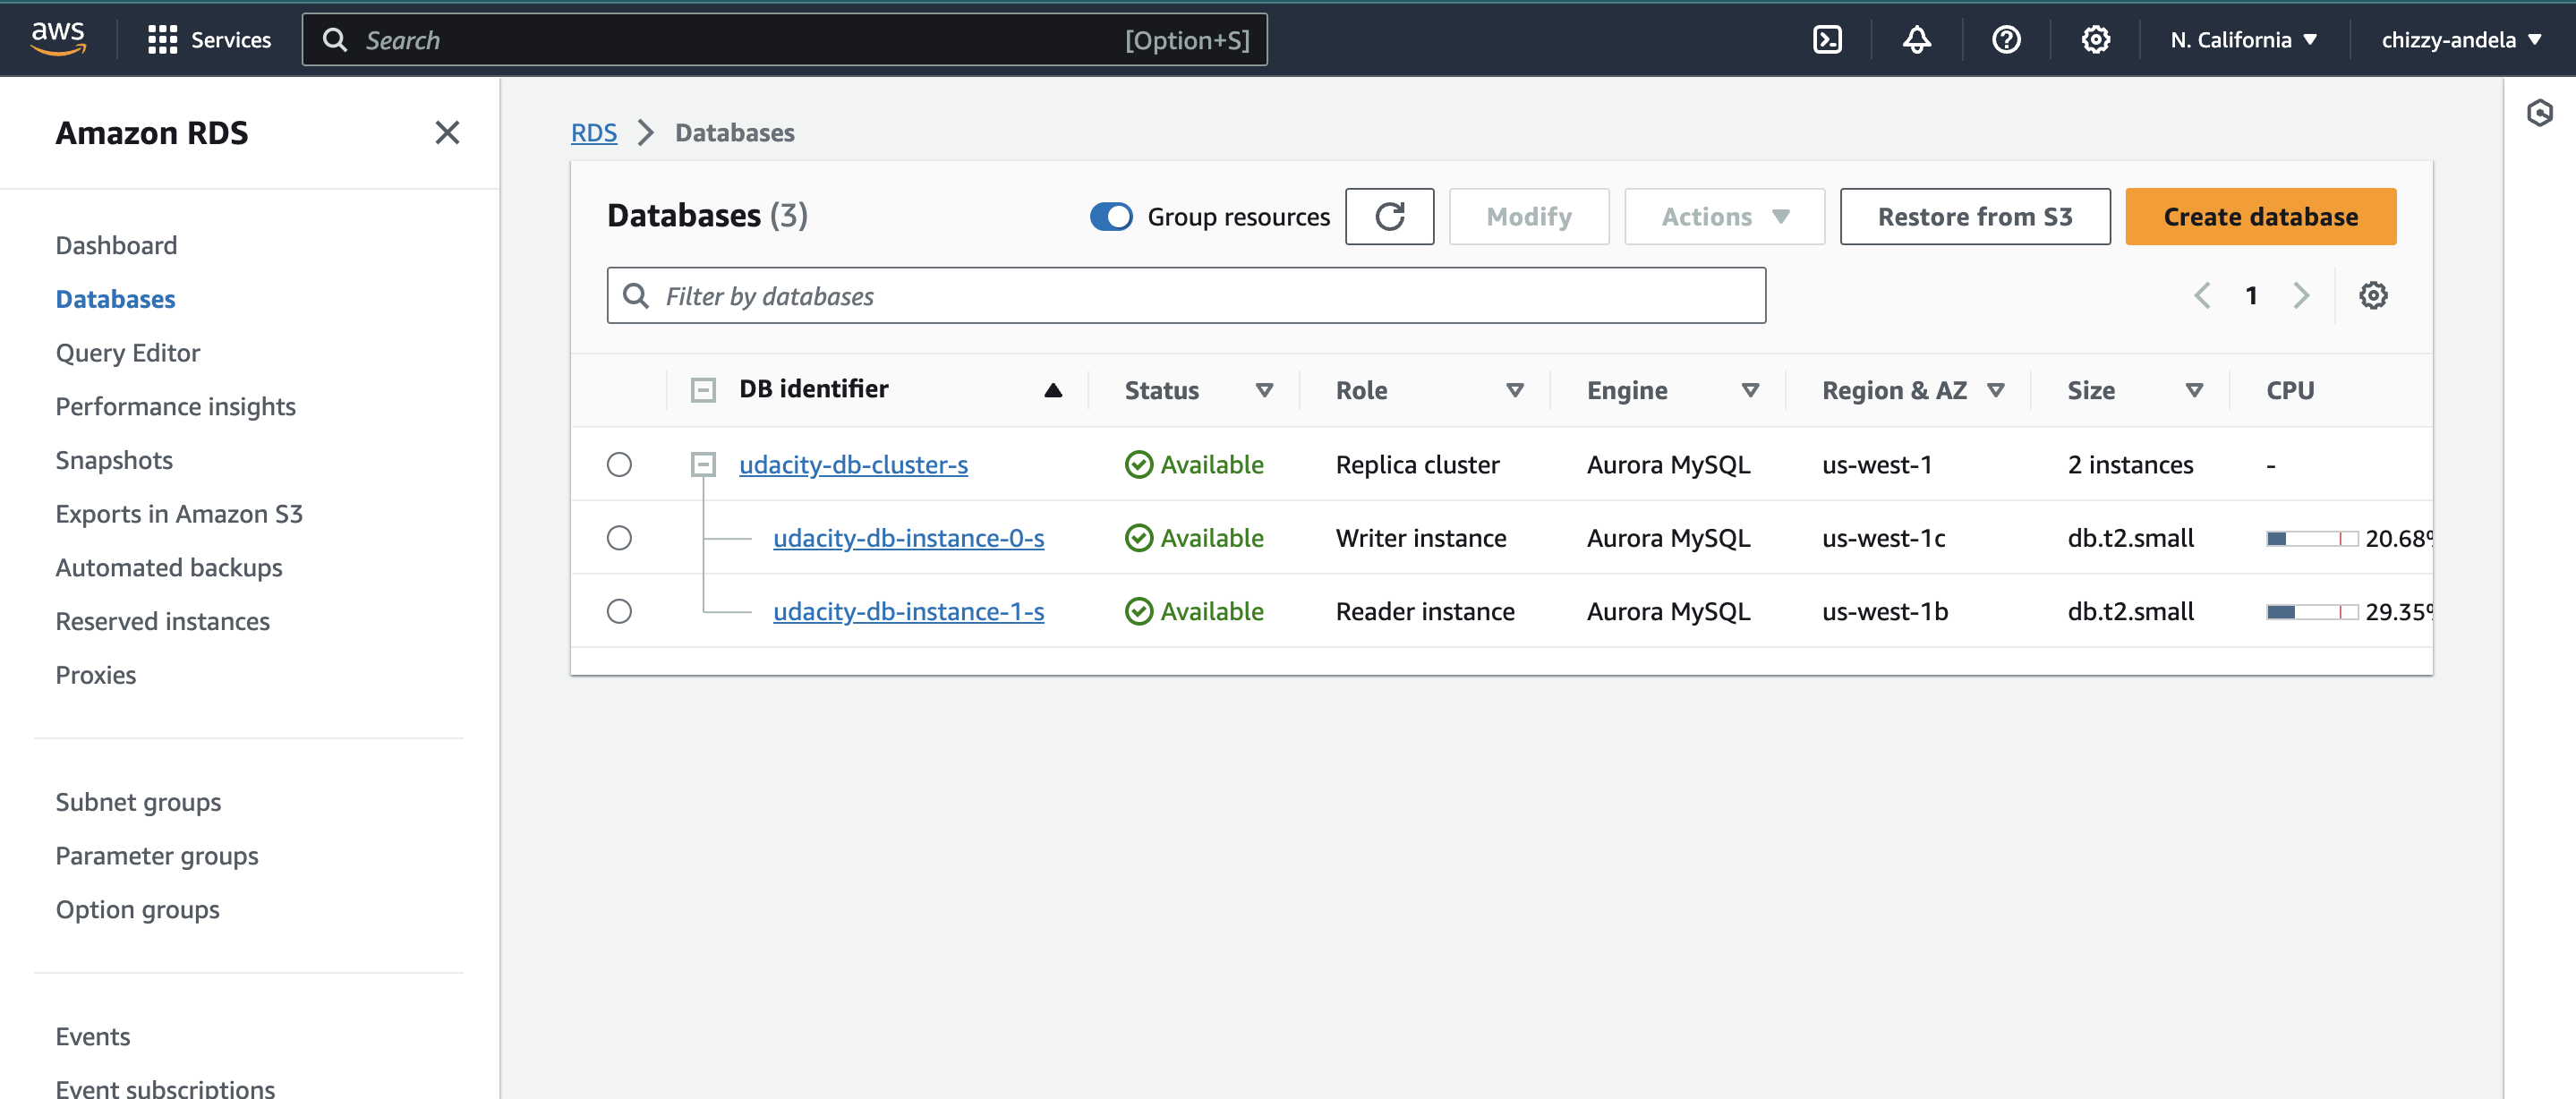 aws Services Search [Option+S] N. California chizzy-andela
Amazon RDS
Dashboard
Databases
Query Editor
Performance insights
Snapshots
Exports in Amazon S3
Automated backups
Reserved instances
Proxies
Subnet groups
Parameter groups
Option groups
Events
Event subscriptions
RDS Databases
Databases (3) Group resources Modify Actions Restore from S3 Create database
Filter by databases 1
DB identifier Status Role Engine Region & AZ Size CPU
udacity-db-cluster-s Available Replica cluster Aurora MySQL us-west-1 2 instances -
udacity-db-instance-0-s Available Writer instance Aurora MySQL us-west-1c db.t2.small 20.68%
udacity-db-instance-1-s Available Reader instance Aurora MySQL us-west-1b db.t2.small 29.35%